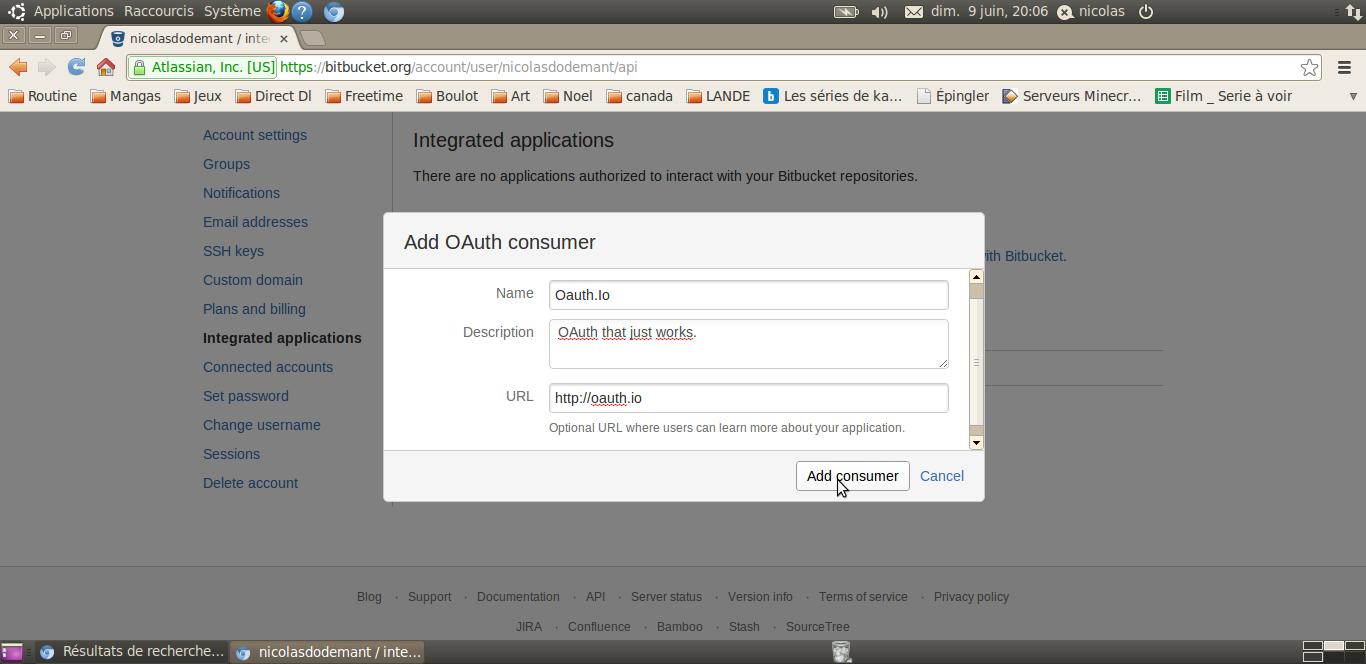 Applications Raccourcis Système dim. 9 juin, 20:06 nicolas
nicolasdodemant / inte
Atlassian, Inc. [US] https://bitbucket.org/account/user/nicolasdodemant/api
Routine Mangas Jeux Direct Dl Freetime Boulot Art Noel canada LANDE Les séries de ka... Épingler Serveurs Minecr... Film _ Serie à voir
Account settings
Groups
Notifications
Email addresses
SSH keys
Custom domain
Plans and billing
Integrated applications
Connected accounts
Set password
Change username
Sessions
Delete account
Integrated applications
There are no applications authorized to interact with your Bitbucket repositories.
ith Bitbucket.
Add OAuth consumer
Name Oauth.Io
Description OAuth that just works.
URL http://oauth.io
Optional URL where users can learn more about your application.
Add consumer Cancel
Blog · Support · Documentation · API · Server status · Version info · Terms of service · Privacy policy
JIRA · Confluence · Bamboo · Stash · SourceTree
Résultats de recherche... nicolasdodemant / inte...